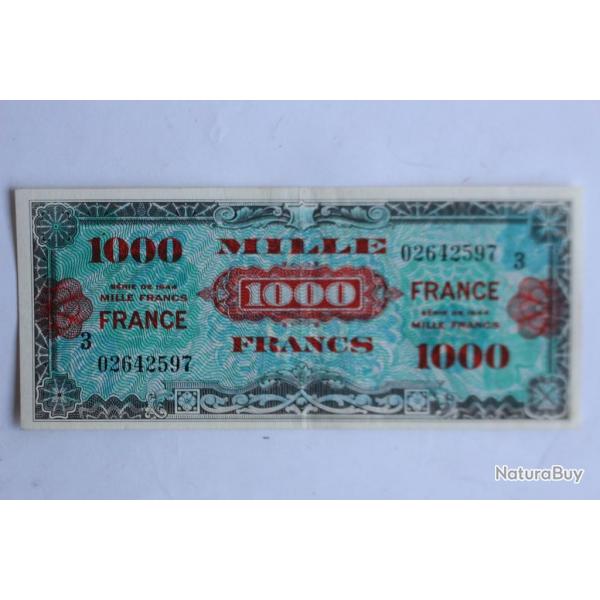 1000
SÉRIE DE 1944
MILLE FRANCS
FRANCE
3
02642597
MILLE
1000
FRANCS
02642597 3
FRANCE
SÉRIE DE 1944
MILLE FRANCS
1000
NaturaBuy